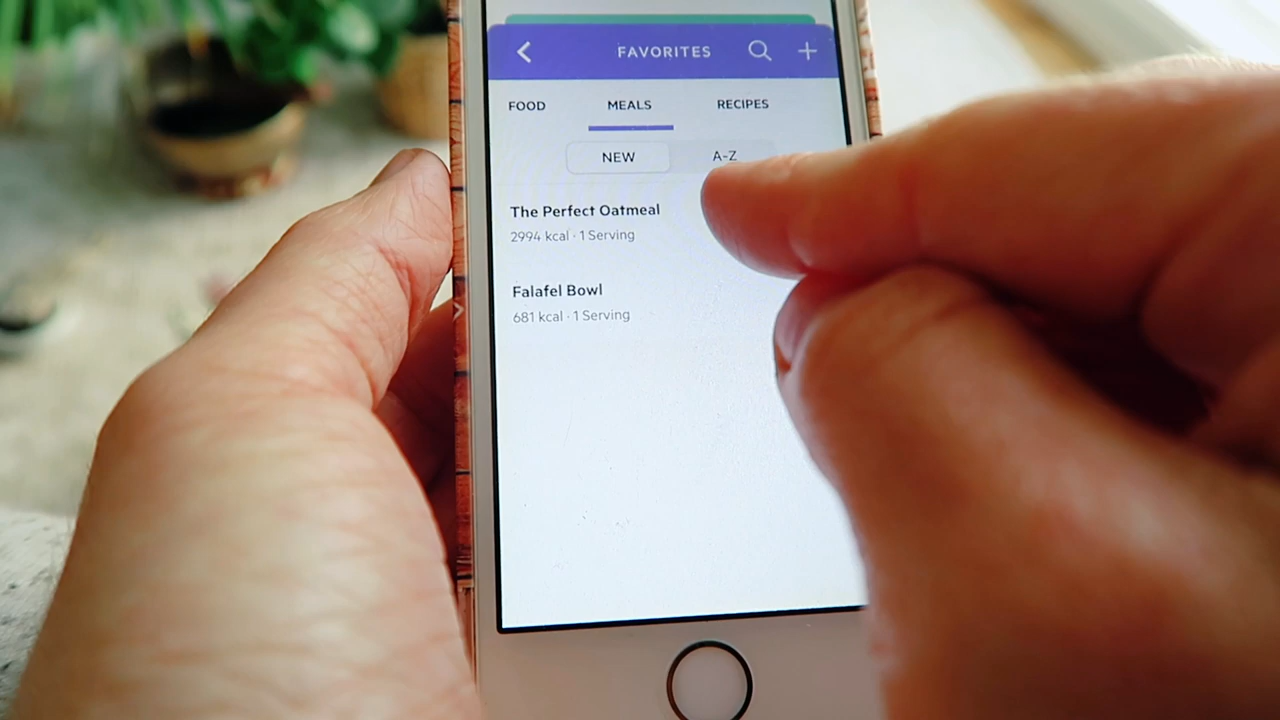 FAVORITES
FOOD MEALS RECIPES
NEW A-Z
The Perfect Oatmeal
2994 kcal · 1 Serving
Falafel Bowl
681 kcal · 1 Serving